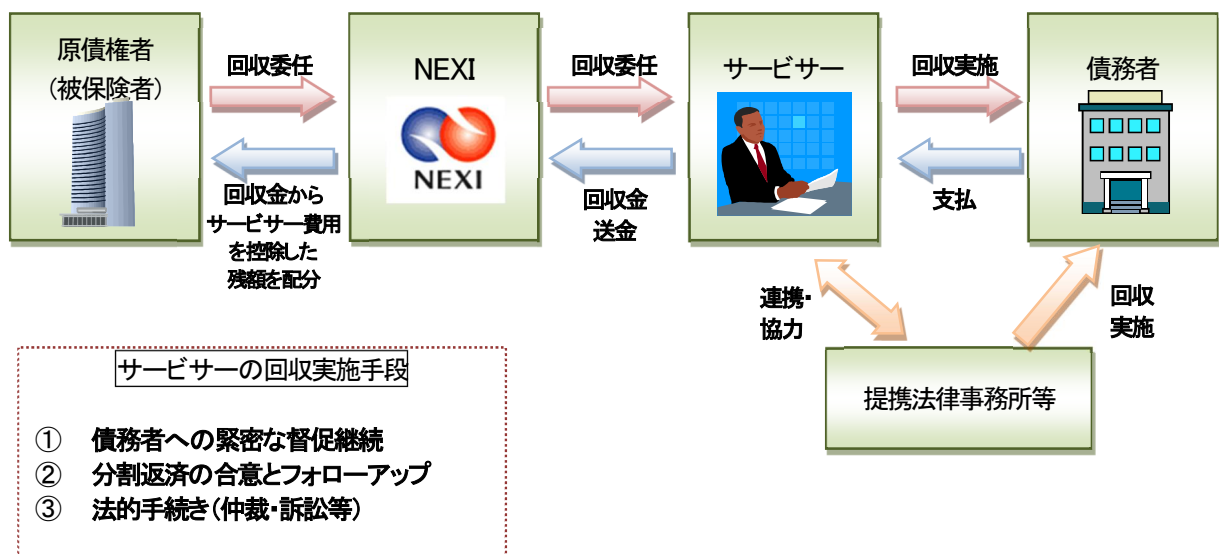 原債権者
（被保険者）
回収委任
回収金から
サービサー費用
を控除した
残額を配分
NEXI
NEXI
回収委任
回収金
送金
サービサー
回収実施
支払
債務者
連携・
協力
回収
実施
提携法律事務所等
サービサーの回収実施手段
① 債務者への緊密な督促継続
② 分割返済の合意とフォローアップ
③ 法的手続き（仲裁・訴訟等）